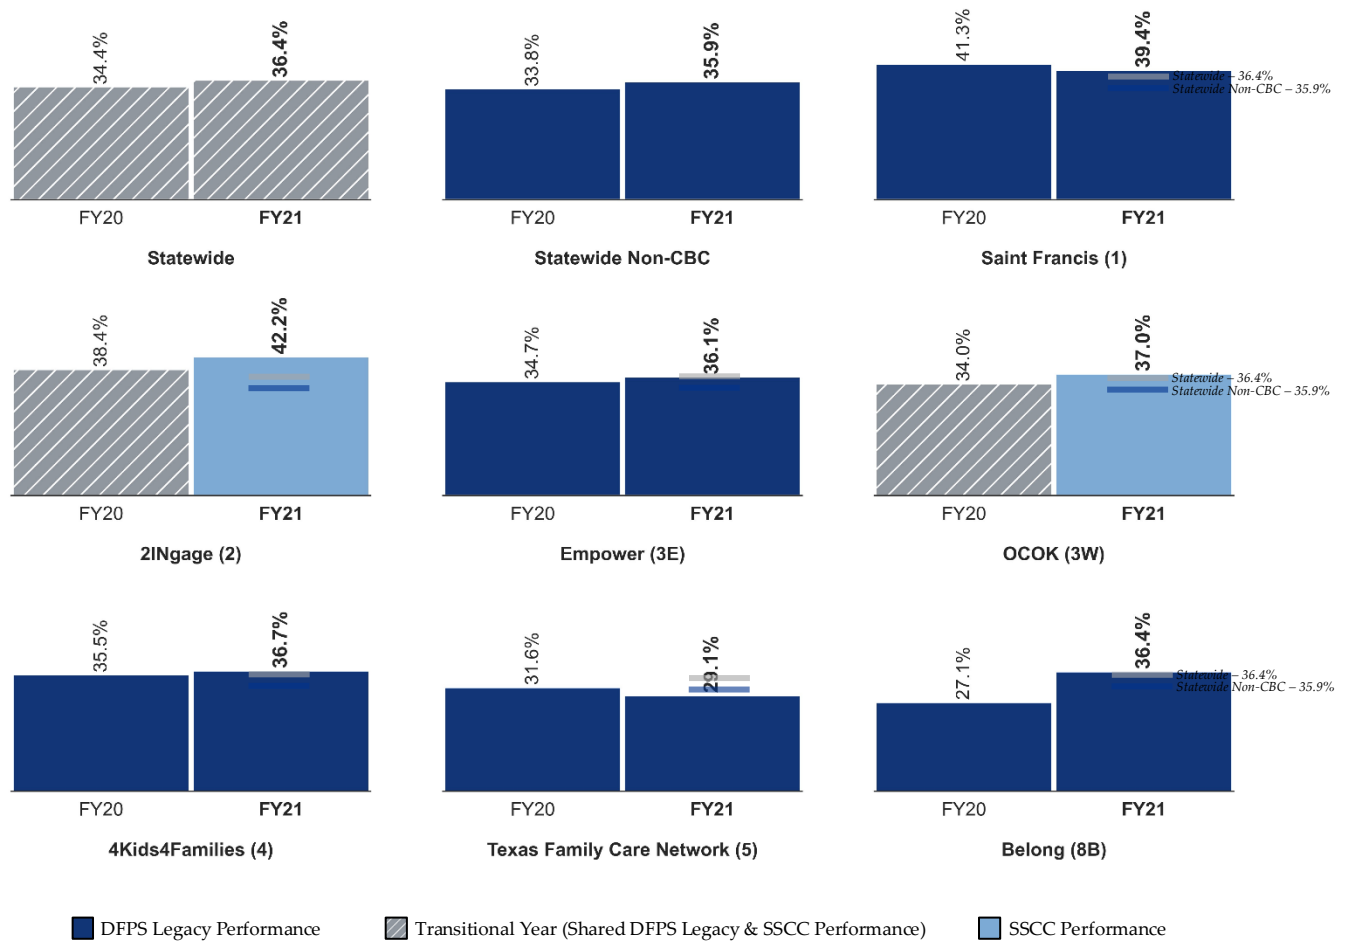 34.4%
36.4%
FY20
FY21
Statewide
33.8%
35.9%
FY20
FY21
Statewide Non-CBC
41.3%
39.4%
Statewide – 36.4%
Statewide Non-CBC – 35.9%
FY20
FY21
Saint Francis (1)
38.4%
42.2%
FY20
FY21
2INgage (2)
34.7%
36.1%
FY20
FY21
Empower (3E)
34.0%
37.0%
Statewide – 36.4%
Statewide Non-CBC – 35.9%
FY20
FY21
OCOK (3W)
35.5%
36.7%
FY20
FY21
4Kids4Families (4)
31.6%
29.1%
FY20
FY21
Texas Family Care Network (5)
27.1%
36.4%
Statewide – 36.4%
Statewide Non-CBC – 35.9%
FY20
FY21
Belong (8B)
DFPS Legacy Performance
Transitional Year (Shared DFPS Legacy & SSCC Performance)
SSCC Performance